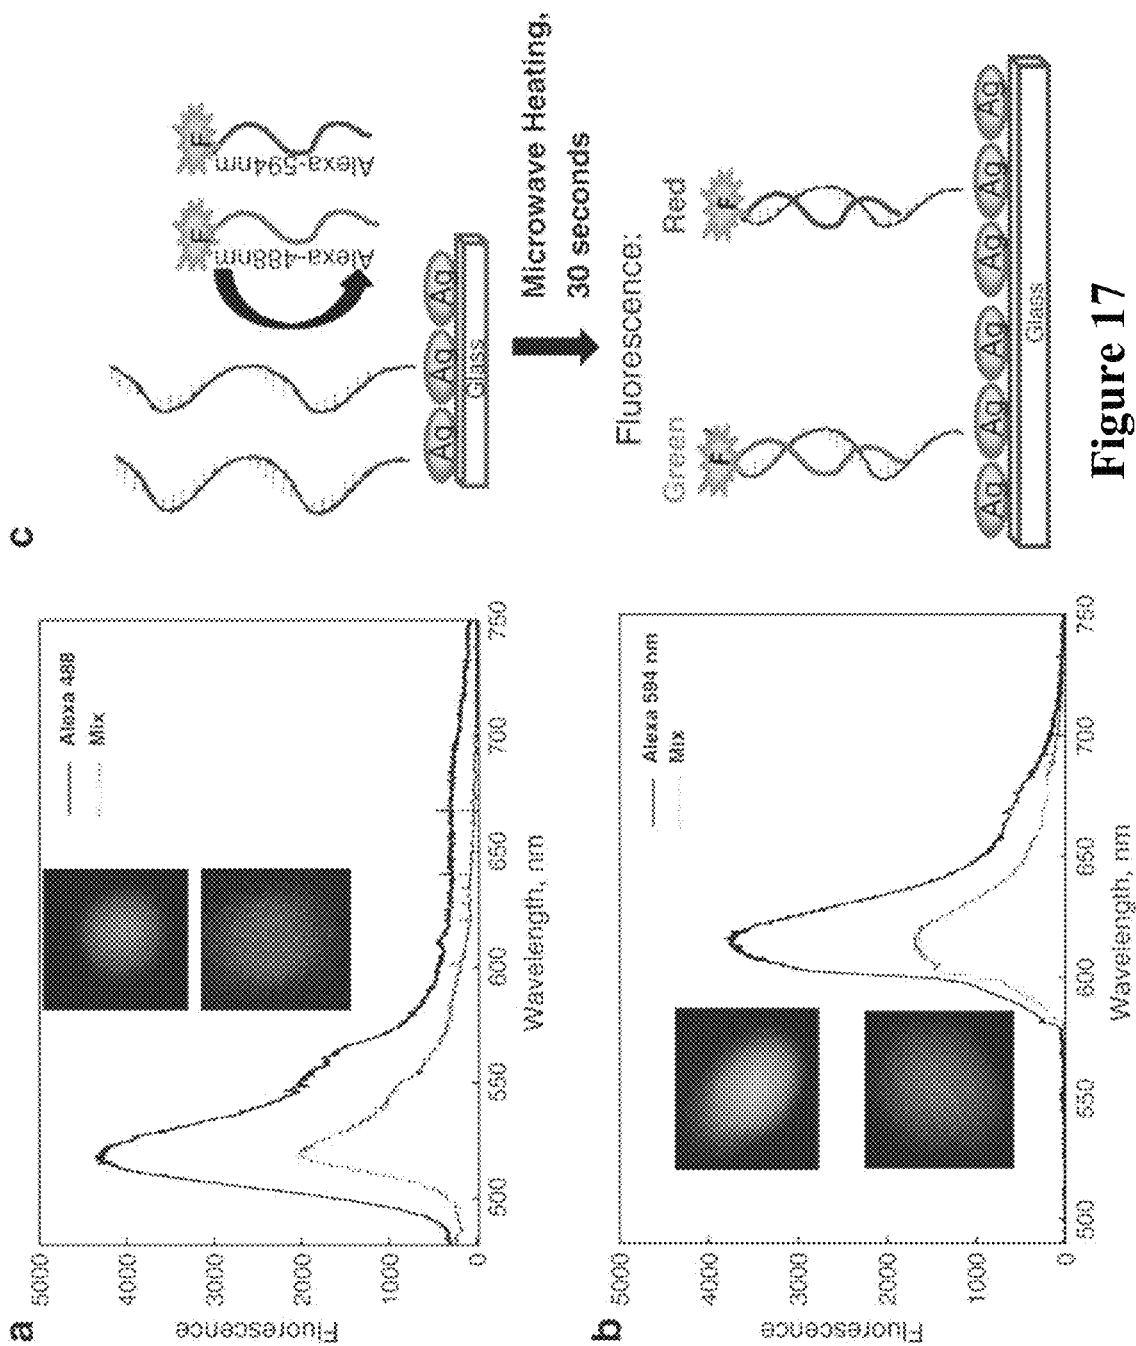 a
Fluorescence
5000
4000
3000
2000
1000
0
500
550
600
650
700
750
Wavelength, nm
Alexa 488
Mix
b
Fluorescence
5000
4000
3000
2000
1000
0
500
550
600
650
700
750
Wavelength, nm
Alexa 594 nm
Mix
c
F
F
Alexa-488nm
Alexa-594nm
Ag
Ag
Ag
Glass
Microwave Heating,
30 seconds
Fluorescence:
Green
Red
F
F
Ag
Ag
Ag
Ag
Ag
Glass
Figure 17